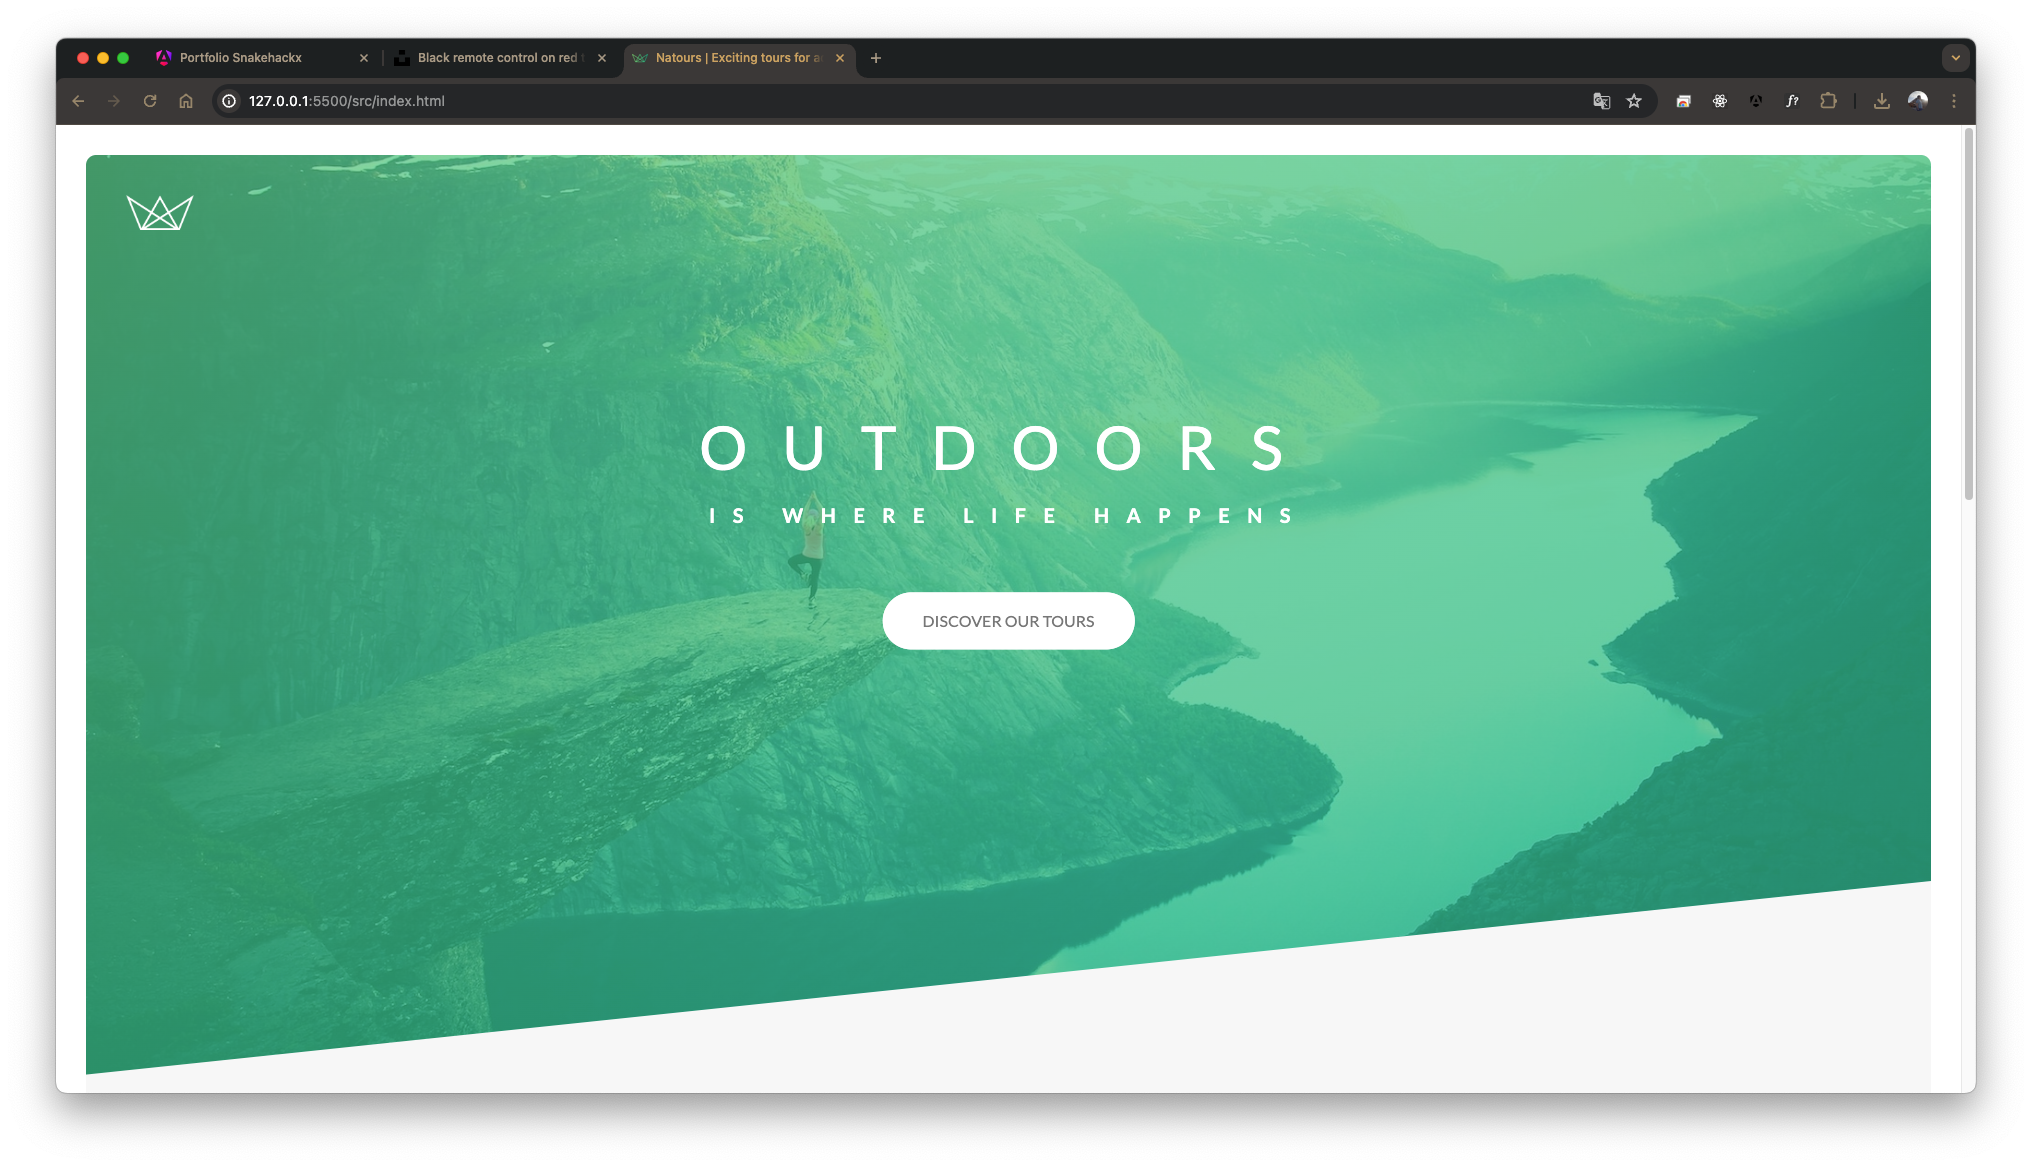 Portfolio Snakehackx
Black remote control on red
Natours | Exciting tours for a
127.0.0.1:5500/src/index.html
f?
OUTDOORS
IS WHERE LIFE HAPPENS
DISCOVER OUR TOURS